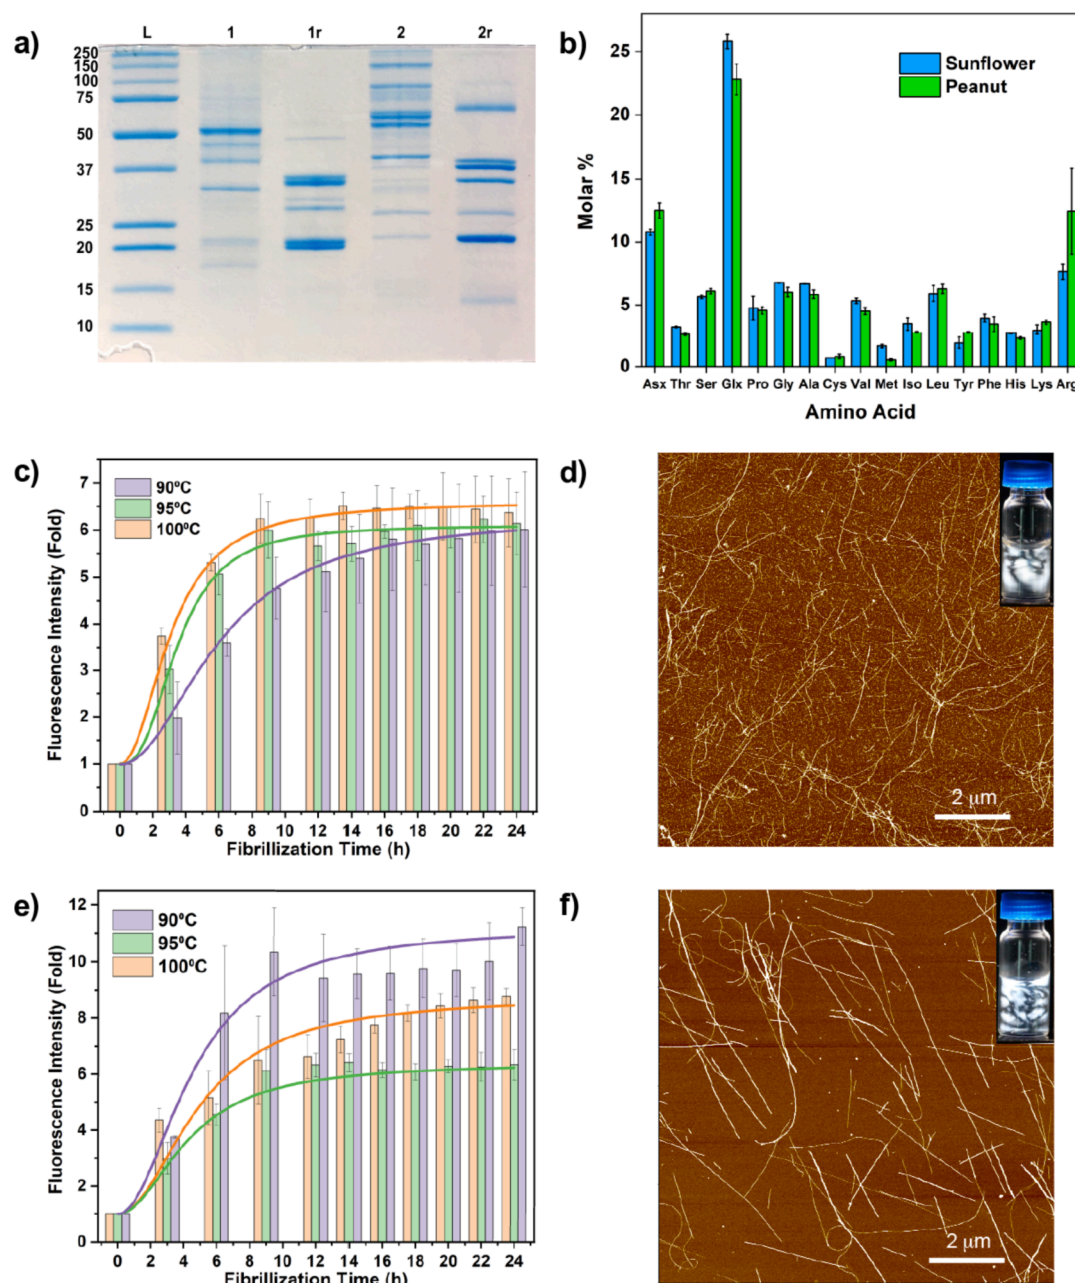 a)
L 1 1r 2 2r
250
150
100
75
50
37
25
20
15
10
b)
25
20
15
10
5
0
Molar %
Sunflower
Peanut
Asx Thr Ser Glx Pro Gly Ala Cys Val Met Iso Leu Tyr Phe His Lys Arg
Amino Acid
c)
7
6
5
4
3
2
1
0
Fluorescence Intensity (Fold)
90ºC
95ºC
100ºC
0 2 4 6 8 10 12 14 16 18 20 22 24
Fibrillization Time (h)
d)
2 μm
e)
12
10
8
6
4
2
0
Fluorescence Intensity (Fold)
90ºC
95ºC
100ºC
0 2 4 6 8 10 12 14 16 18 20 22 24
Fibrillization Time (h)
f)
2 μm